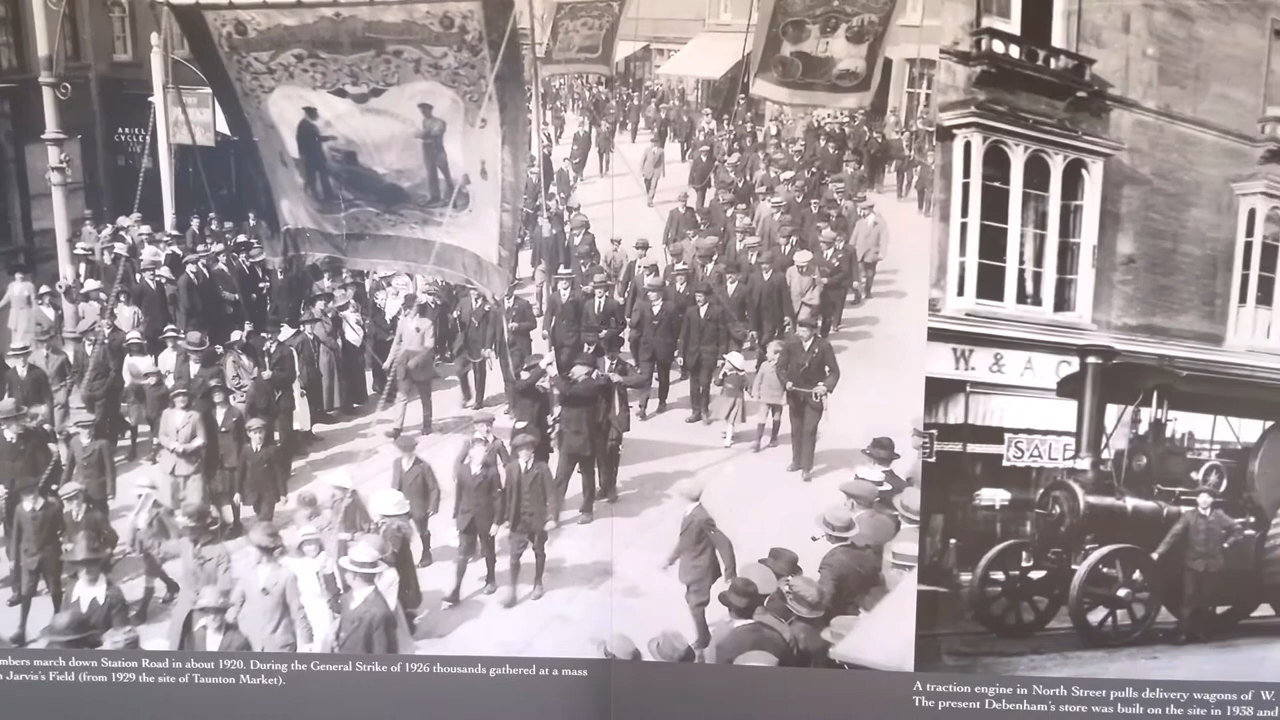 ARIEL
CYCLES
W. & A C
SALE
mbers march down Station Road in about 1920. During the General Strike of 1926 thousands gathered at a mass
Jarvis's Field (from 1929 the site of Taunton Market).
A traction engine in North Street pulls delivery wagons of W.
The present Debenham's store was built on the site in 1938 and